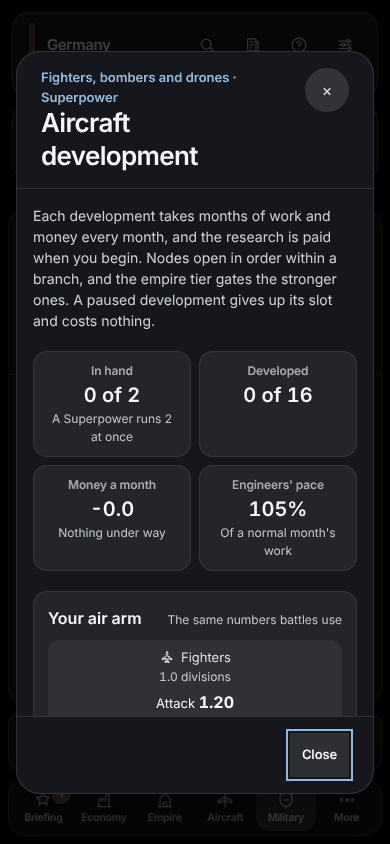 Germany
Fighters, bombers and drones ·
Superpower
×
Aircraft
development
Each development takes months of work and
money every month, and the research is paid
when you begin. Nodes open in order within a
branch, and the empire tier gates the stronger
ones. A paused development gives up its slot
and costs nothing.
In hand
0 of 2
A Superpower runs 2
at once
Developed
0 of 16
Money a month
-0.0
Nothing under way
Engineers' pace
105%
Of a normal month's
work
Your air arm
The same numbers battles use
Fighters
1.0 divisions
Attack 1.20
Close
Briefing
Economy
Empire
Aircraft
Military
More